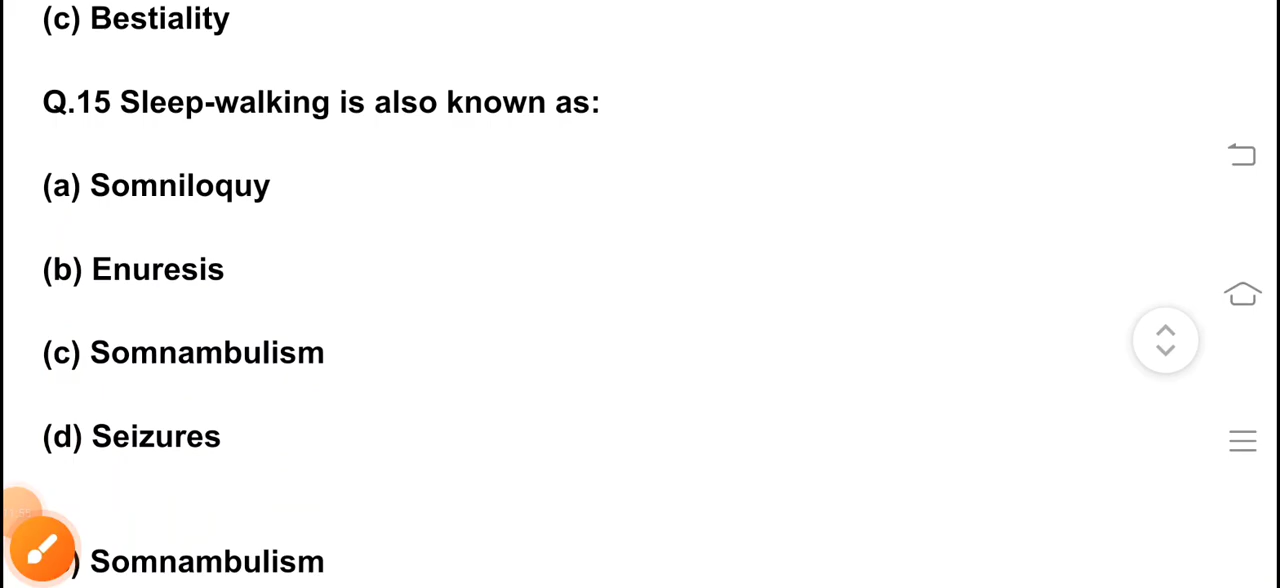 (c) Bestiality
Q.15 Sleep-walking is also known as:
(a) Somniloquy
(b) Enuresis
(c) Somnambulism
(d) Seizures
) Somnambulism